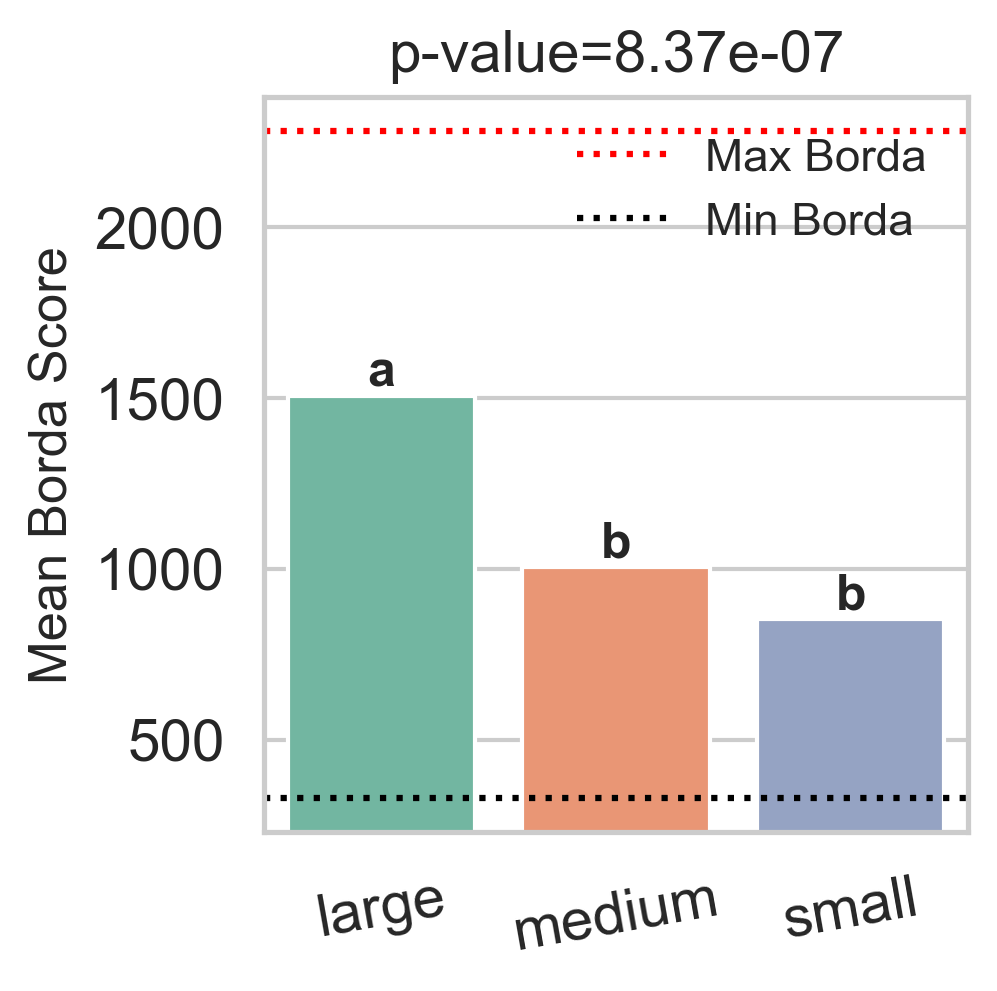 p-value=8.37e-07
Max Borda
Min Borda
Mean Borda Score
2000
1500
1000
500
a
b
b
large
medium
small